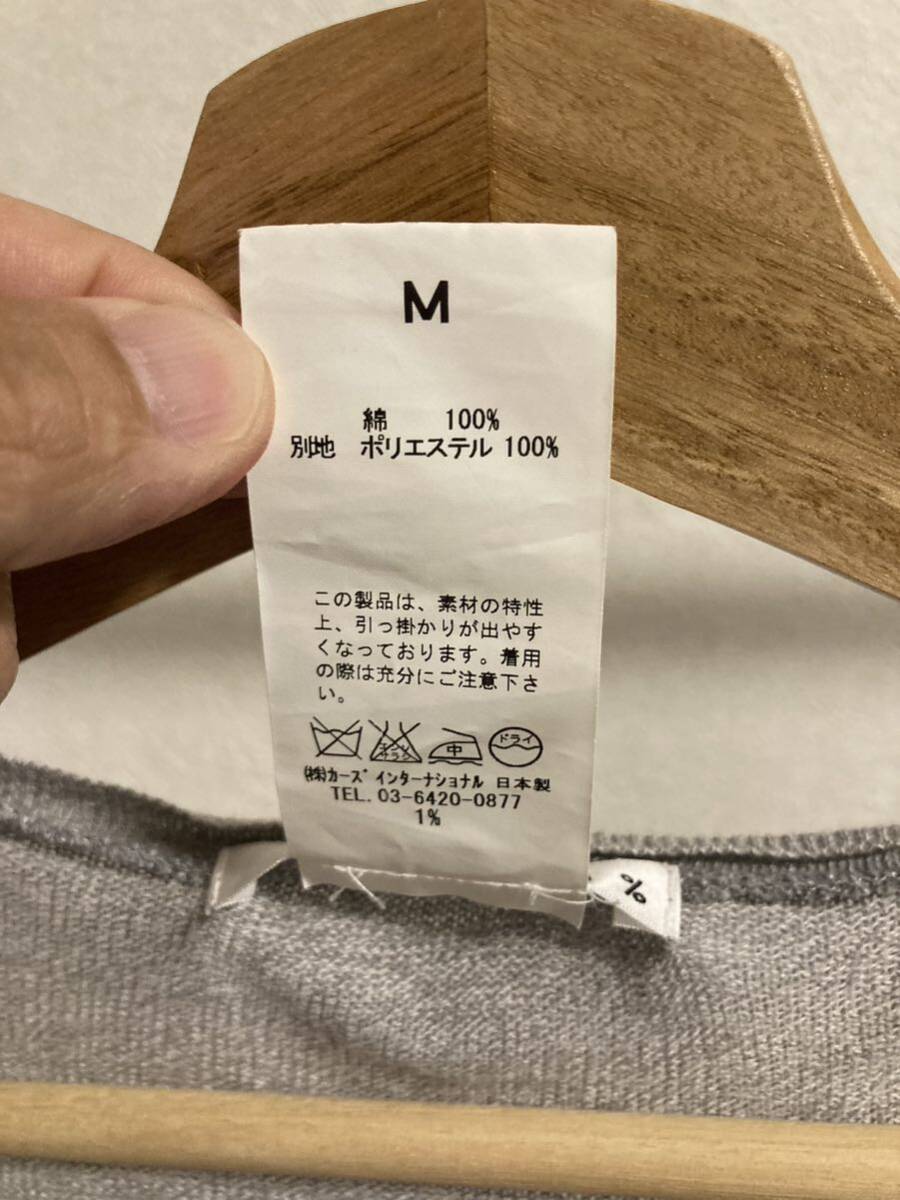 M
綿 100%
別地 ポリエステル 100%
この製品は、素材の特性
上、引っ掛かりが出やす
くなっております。着用
の際は充分にご注意下さ
い。
中 ドライ
㈱カーズ インターナショナル 日本製
TEL. 03-6420-0877
1%
%